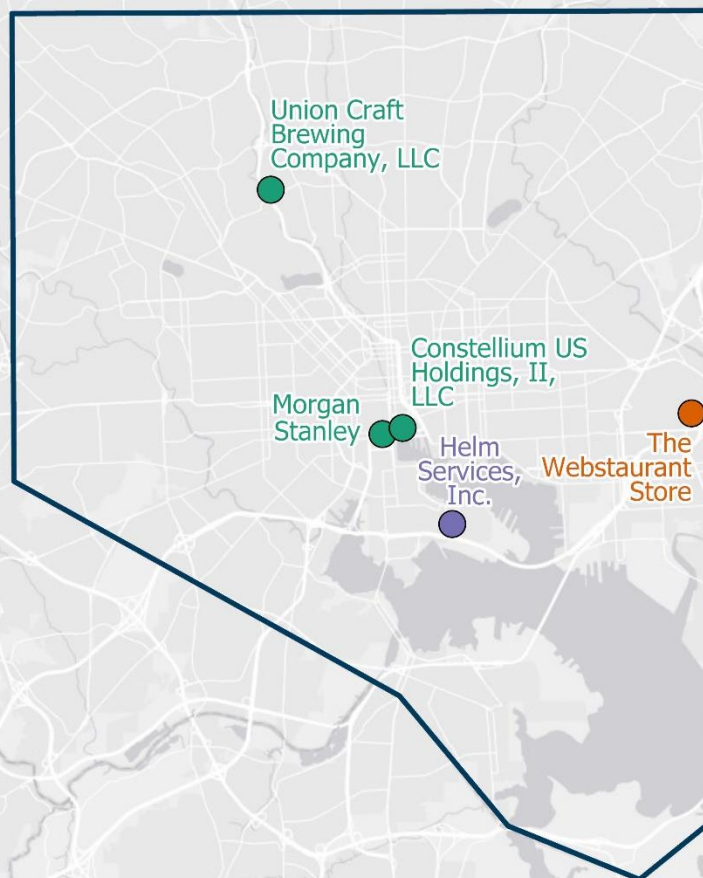 Union Craft
Brewing
Company, LLC
Constellium US
Holdings, II,
LLC
Morgan
Stanley
Helm
Services,
Inc.
The
Webstaurant
Store